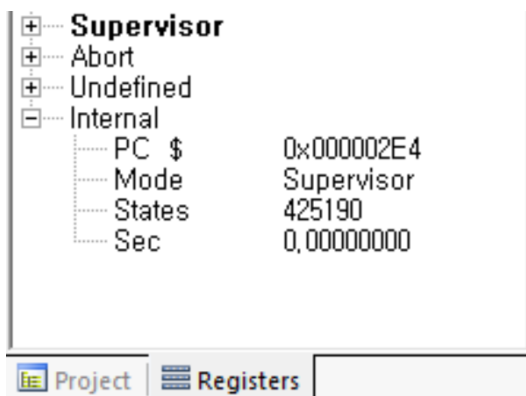 Supervisor
Abort
Undefined
Internal
PC $ 0x000002E4
Mode Supervisor
States 425190
Sec 0,00000000
Project Registers